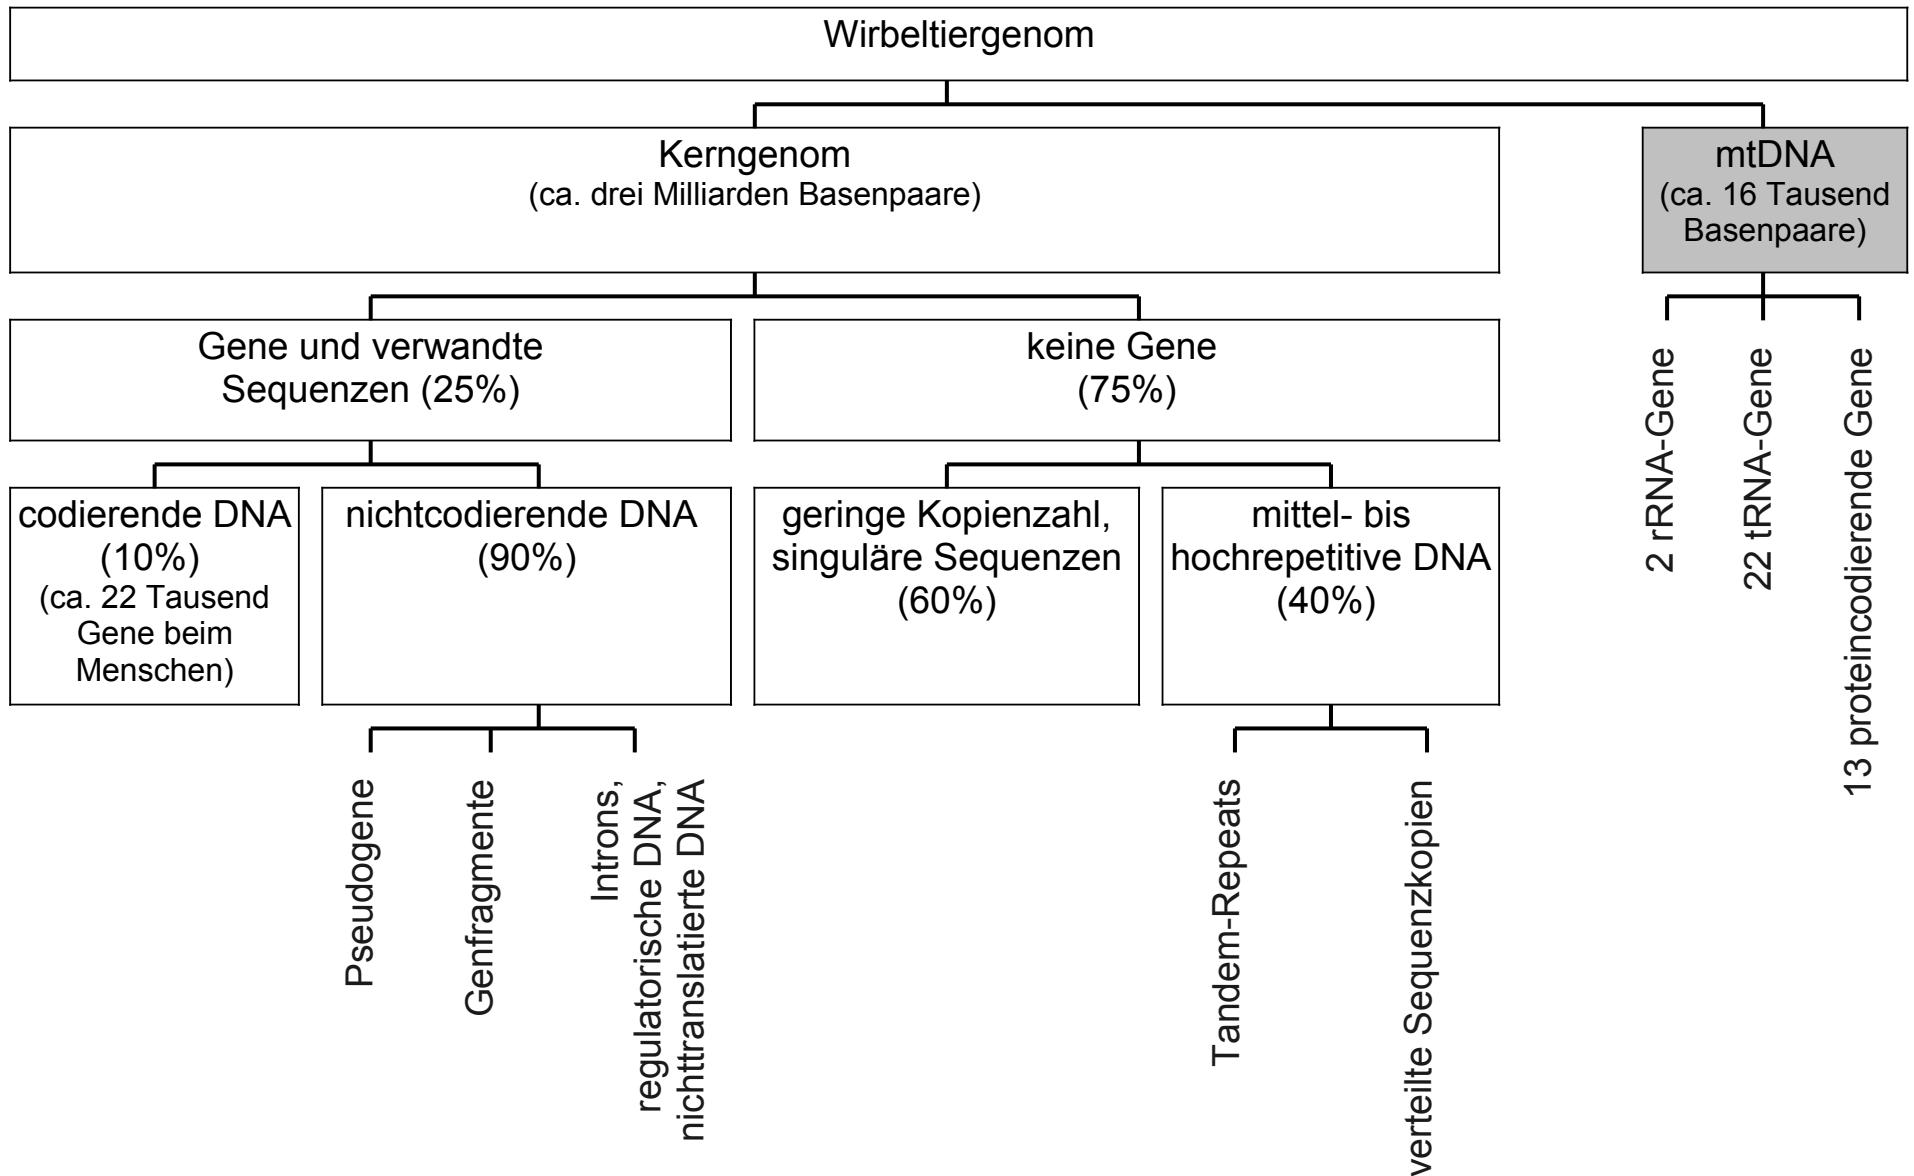 Wirbeltiergenom
Kerngenom
(ca. drei Milliarden Basenpaare)
mtDNA
(ca. 16 Tausend
Basenpaare)
Gene und verwandte
Sequenzen (25%)
keine Gene
(75%)
2 rRNA-Gene
22 tRNA-Gene
13 proteincodierende Gene
codierende DNA
(10%)
(ca. 22 Tausend
Gene beim
Menschen)
nichtcodierende DNA
(90%)
geringe Kopienzahl,
singuläre Sequenzen
(60%)
mittel- bis
hochrepetitive DNA
(40%)
Pseudogene
Genfragmente
Introns,
regulatorische DNA,
nichttranslatierte DNA
Tandem-Repeats
verteilte Sequenzkopien